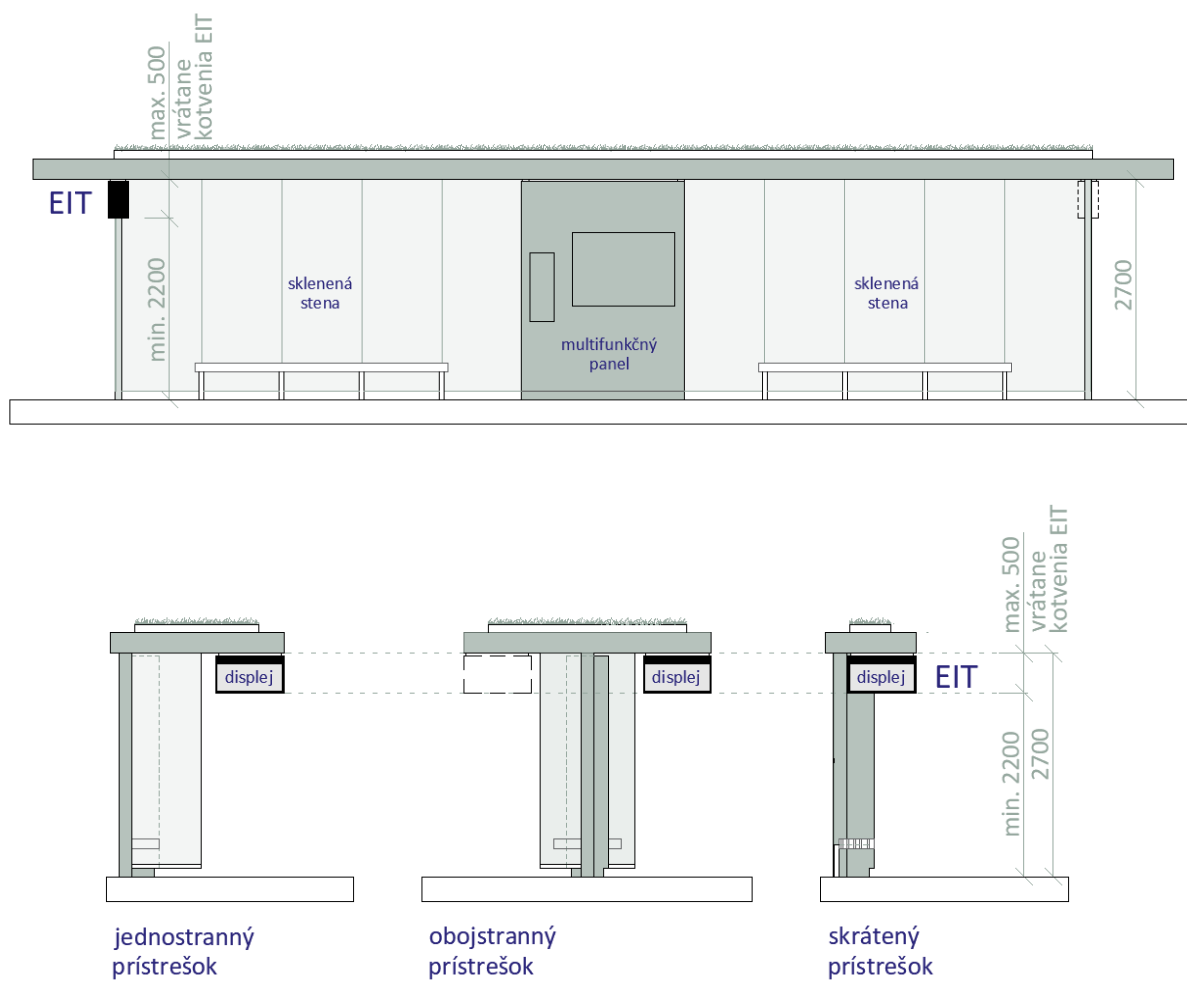 max. 500
vrátane
kotvenia EIT
EIT
min. 2200
sklenená
stena
multifunkčný
panel
sklenená
stena
2700
max. 500
vrátane
kotvenia EIT
displej
displej
displej
EIT
min. 2200
2700
jednostranný
prístrešok
obojstranný
prístrešok
skrátený
prístrešok